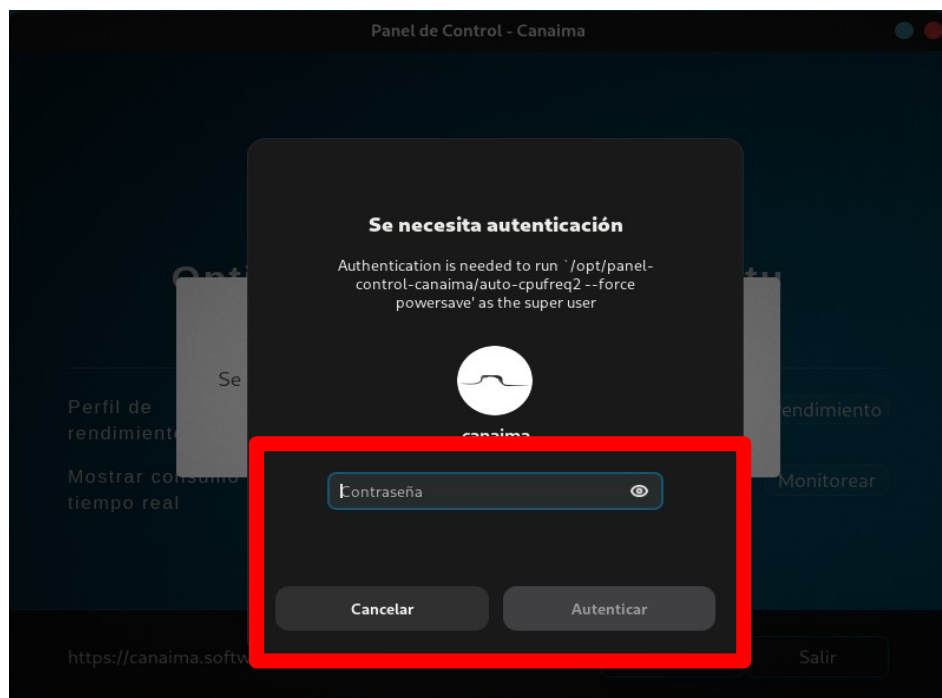 Panel de Control - Canaima
Se necesita autenticación
Authentication is needed to run `/opt/panel-
control-canaima/auto-cpufreq2 --force
powersave' as the super user
Se
Perfil de
rendimiento
canaima
Mostrar consumo
tiempo real
Monitorear
Contraseña
Cancelar
Autenticar
https://canaima.softw
Salir